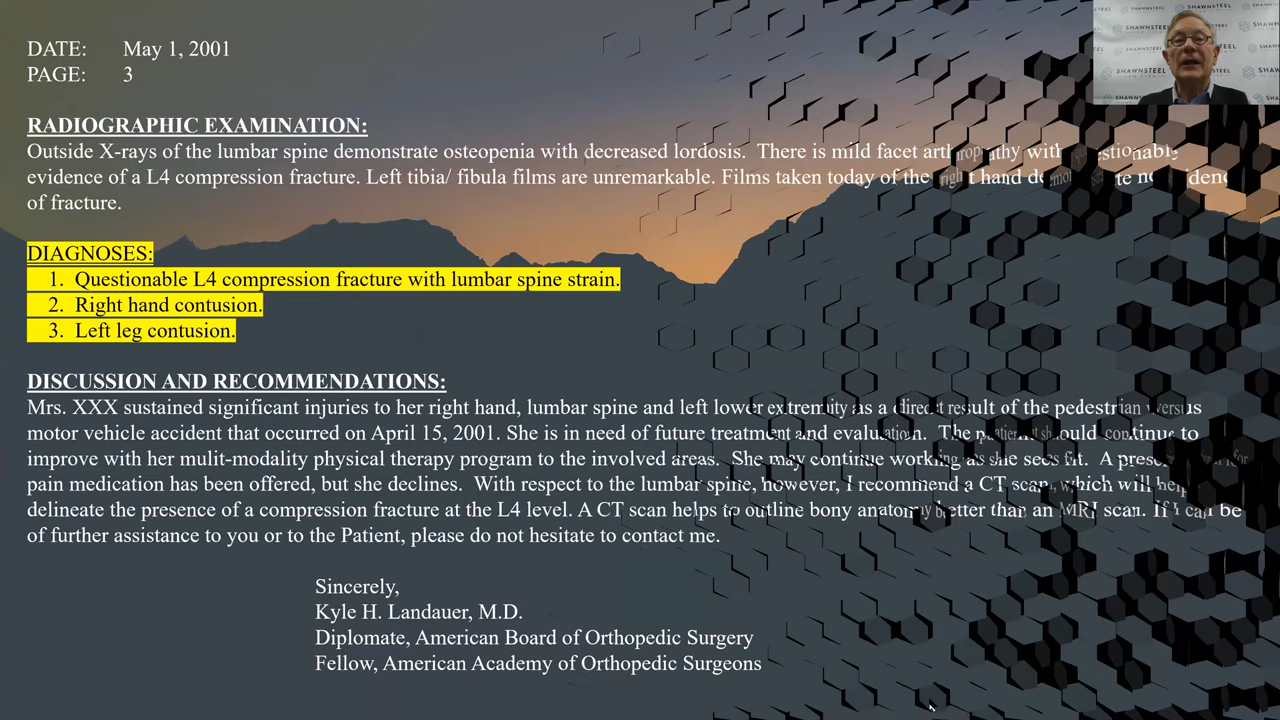 SHAWNSTEEL
SHAWNSTEEL
SHAWNSTEEL
DATE: May 1, 2001
PAGE: 3
RADIOGRAPHIC EXAMINATION:
Outside X-rays of the lumbar spine demonstrate osteopenia with decreased lordosis. There is mild facet arthropathy with questionable
evidence of a L4 compression fracture. Left tibia/ fibula films are unremarkable. Films taken today of the right hand demonstrate no evidence
of fracture.
DIAGNOSES:
1. Questionable L4 compression fracture with lumbar spine strain.
2. Right hand contusion.
3. Left leg contusion.
DISCUSSION AND RECOMMENDATIONS:
Mrs. XXX sustained significant injuries to her right hand, lumbar spine and left lower extremity as a direct result of the pedestrian versus
motor vehicle accident that occurred on April 15, 2001. She is in need of future treatment and evaluation. The patient should continue to
improve with her mulit-modality physical therapy program to the involved areas. She may continue working as she sees fit. A prescription for
pain medication has been offered, but she declines. With respect to the lumbar spine, however, I recommend a CT scan, which will help
delineate the presence of a compression fracture at the L4 level. A CT scan helps to outline bony anatomy better than an MRI scan. If I can be
of further assistance to you or to the Patient, please do not hesitate to contact me.
Sincerely,
Kyle H. Landauer, M.D.
Diplomate, American Board of Orthopedic Surgery
Fellow, American Academy of Orthopedic Surgeons